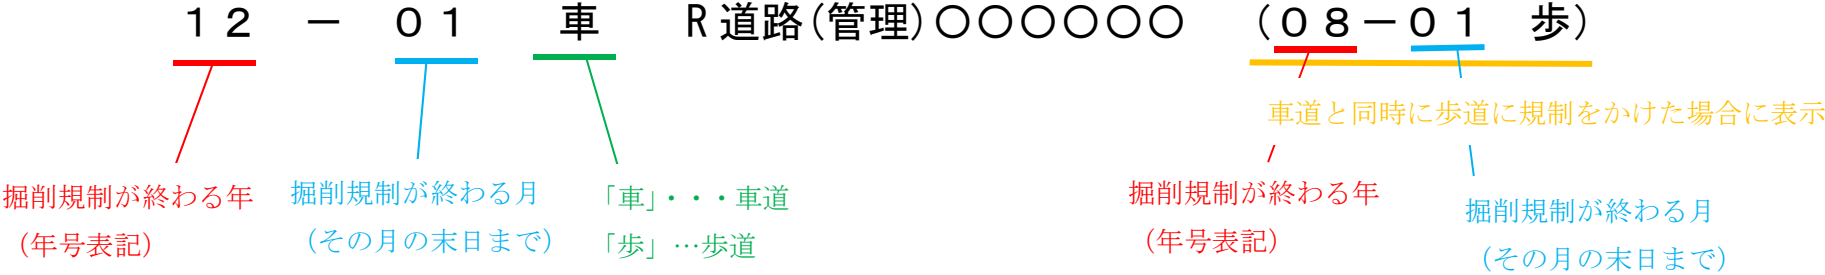 １２　－　０１　　車　　R 道路(管理)〇〇〇〇〇〇　（０８－０１　歩）
車道と同時に歩道に規制をかけた場合に表示
掘削規制が終わる年
（年号表記）
掘削規制が終わる月
（その月の末日まで）
「車」・・・車道
「歩」…歩道
掘削規制が終わる年
（年号表記）
掘削規制が終わる月
（その月の末日まで）